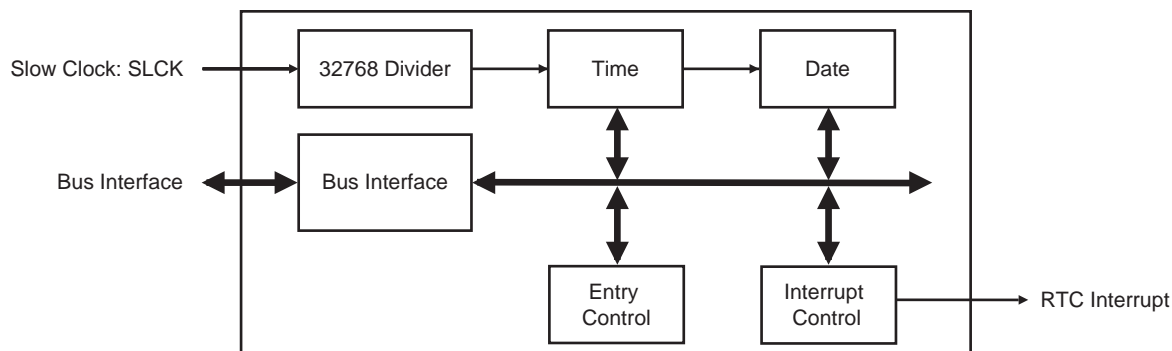 Slow Clock: SLCK
32768 Divider
Time
Date
Bus Interface
Bus Interface
Entry
Control
Interrupt
Control
RTC Interrupt